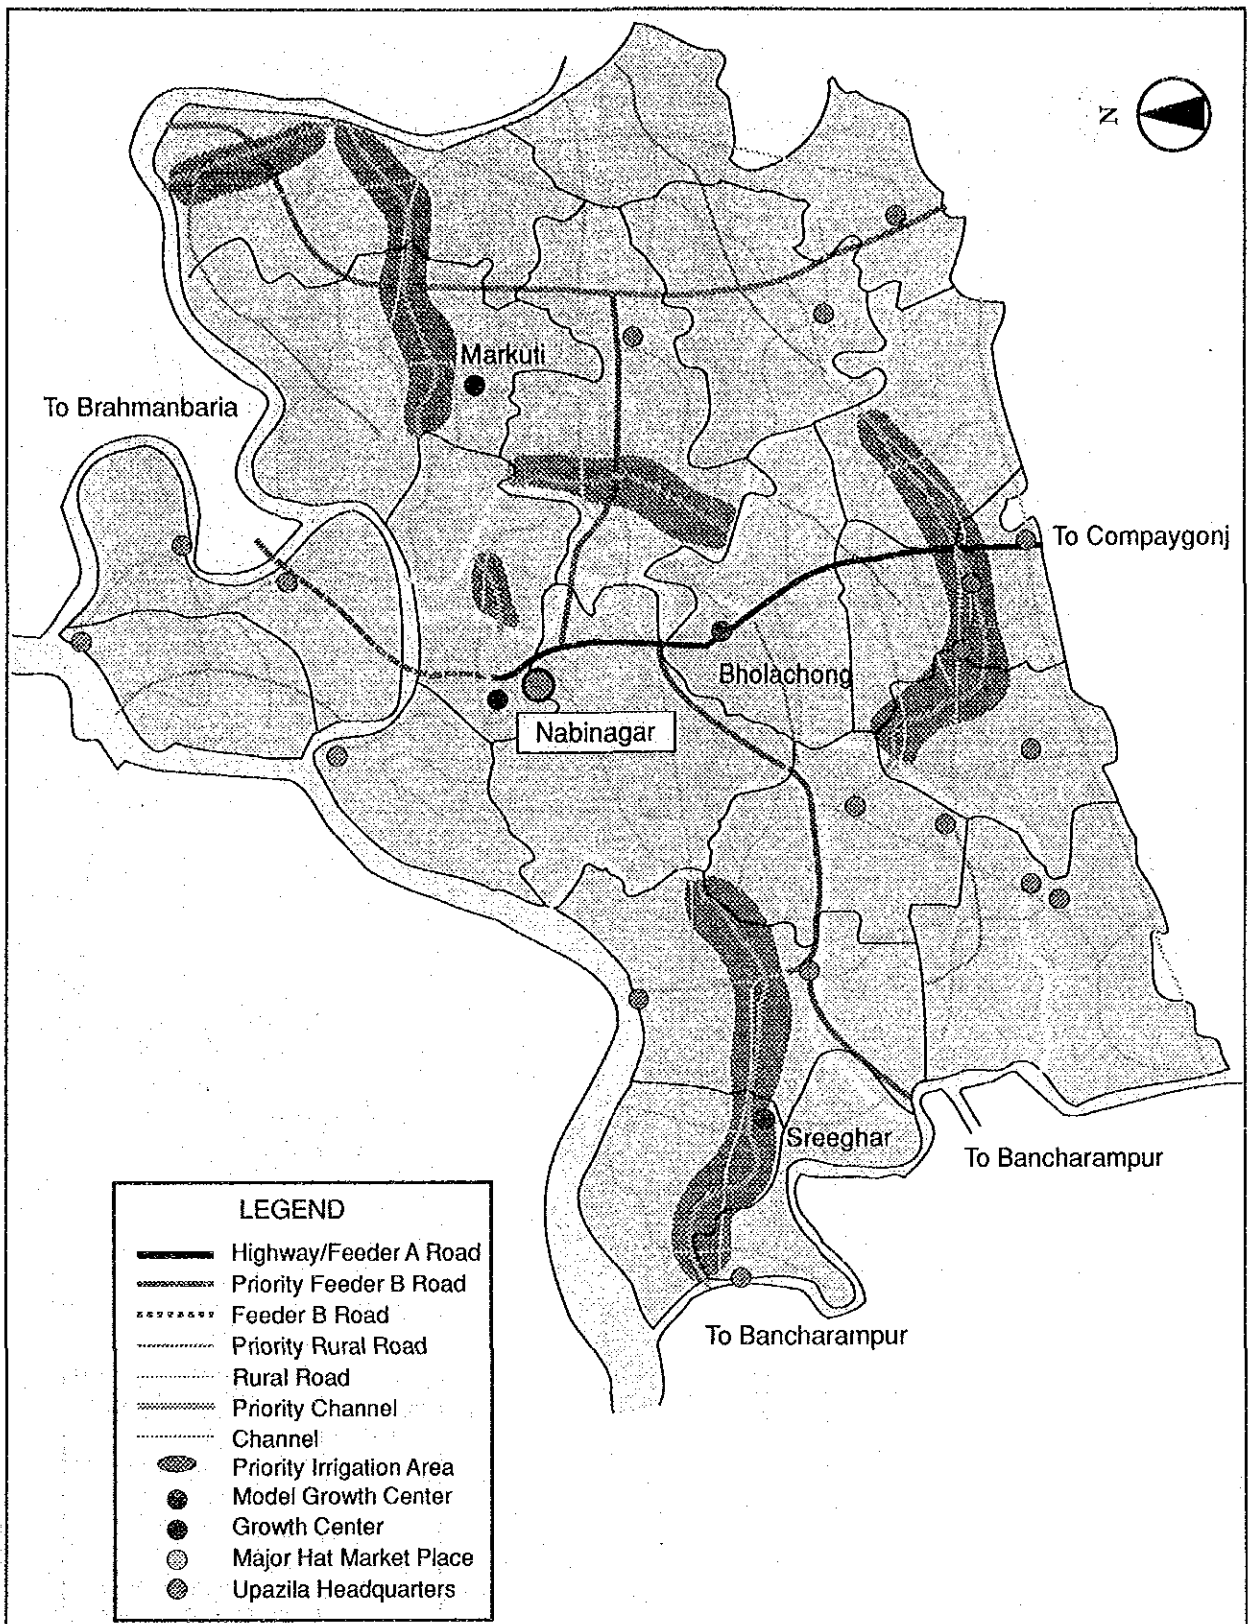 N
Markuti
To Brahmanbaria
To Compaygonj
Bholachong
Nabinagar
Sreeghar
To Bancharampur
To Bancharampur
LEGEND
Highway/Feeder A Road
Priority Feeder B Road
Feeder B Road
Priority Rural Road
Rural Road
Priority Channel
Channel
Priority Irrigation Area
Model Growth Center
Growth Center
Major Hat Market Place
Upazila Headquarters